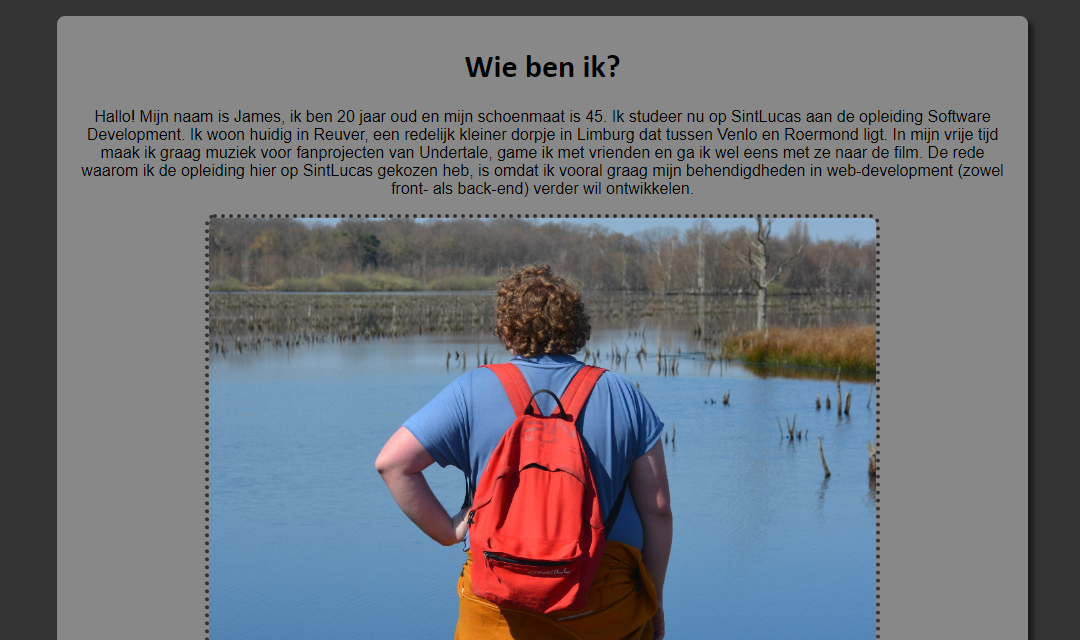 Wie ben ik?
Hallo! Mijn naam is James, ik ben 20 jaar oud en mijn schoenmaat is 45. Ik studeer nu op SintLucas aan de opleiding Software
Development. Ik woon huidig in Reuver, een redelijk kleiner dorpje in Limburg dat tussen Venlo en Roermond ligt. In mijn vrije tijd
maak ik graag muziek voor fanprojecten van Undertale, game ik met vrienden en ga ik wel eens met ze naar de film. De rede
waarom ik de opleiding hier op SintLucas gekozen heb, is omdat ik vooral graag mijn behendigdheden in web-development (zowel
front- als back-end) verder wil ontwikkelen.
O'NEILL